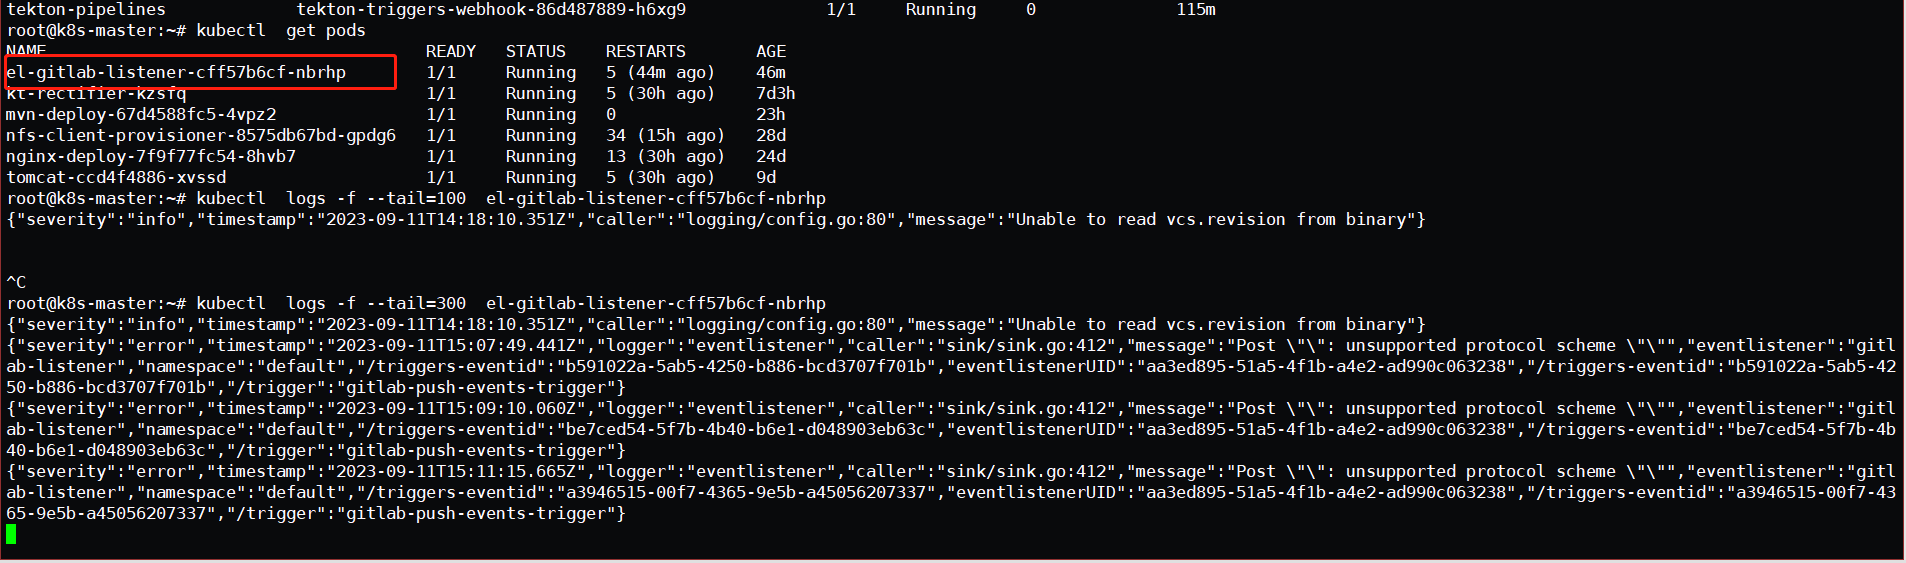 tekton-pipelines             tekton-triggers-webhook-86d487889-h6xg9              1/1     Running     0              115m
root@k8s-master:~# kubectl  get pods
NAME                                      READY   STATUS    RESTARTS       AGE
el-gitlab-listener-cff57b6cf-nbrhp        1/1     Running   5 (44m ago)    46m
kt-rectifier-kzsfq                        1/1     Running   5 (30h ago)    7d3h
mvn-deploy-67d4588fc5-4vpz2               1/1     Running   0              23h
nfs-client-provisioner-8575db67bd-gpdg6   1/1     Running   34 (15h ago)   28d
nginx-deploy-7f9f77fc54-8hvb7             1/1     Running   13 (30h ago)   24d
tomcat-ccd4f4886-xvssd                    1/1     Running   5 (30h ago)    9d
root@k8s-master:~# kubectl  logs -f --tail=100  el-gitlab-listener-cff57b6cf-nbrhp
{"severity":"info","timestamp":"2023-09-11T14:18:10.351Z","caller":"logging/config.go:80","message":"Unable to read vcs.revision from binary"}
^C
root@k8s-master:~# kubectl  logs -f --tail=300  el-gitlab-listener-cff57b6cf-nbrhp
{"severity":"info","timestamp":"2023-09-11T14:18:10.351Z","caller":"logging/config.go:80","message":"Unable to read vcs.revision from binary"}
{"severity":"error","timestamp":"2023-09-11T15:07:49.441Z","logger":"eventlistener","caller":"sink/sink.go:412","message":"Post \"\": unsupported protocol scheme \"\"","eventlistener":"gitl
ab-listener","namespace":"default","/triggers-eventid":"b591022a-5ab5-4250-b886-bcd3707f701b","eventlistenerUID":"aa3ed895-51a5-4f1b-a4e2-ad990c063238","/triggers-eventid":"b591022a-5ab5-42
50-b886-bcd3707f701b","/trigger":"gitlab-push-events-trigger"}
{"severity":"error","timestamp":"2023-09-11T15:09:10.060Z","logger":"eventlistener","caller":"sink/sink.go:412","message":"Post \"\": unsupported protocol scheme \"\"","eventlistener":"gitl
ab-listener","namespace":"default","/triggers-eventid":"be7ced54-5f7b-4b40-b6e1-d048903eb63c","eventlistenerUID":"aa3ed895-51a5-4f1b-a4e2-ad990c063238","/triggers-eventid":"be7ced54-5f7b-4b
40-b6e1-d048903eb63c","/trigger":"gitlab-push-events-trigger"}
{"severity":"error","timestamp":"2023-09-11T15:11:15.665Z","logger":"eventlistener","caller":"sink/sink.go:412","message":"Post \"\": unsupported protocol scheme \"\"","eventlistener":"gitl
ab-listener","namespace":"default","/triggers-eventid":"a3946515-00f7-4365-9e5b-a45056207337","eventlistenerUID":"aa3ed895-51a5-4f1b-a4e2-ad990c063238","/triggers-eventid":"a3946515-00f7-43
65-9e5b-a45056207337","/trigger":"gitlab-push-events-trigger"}